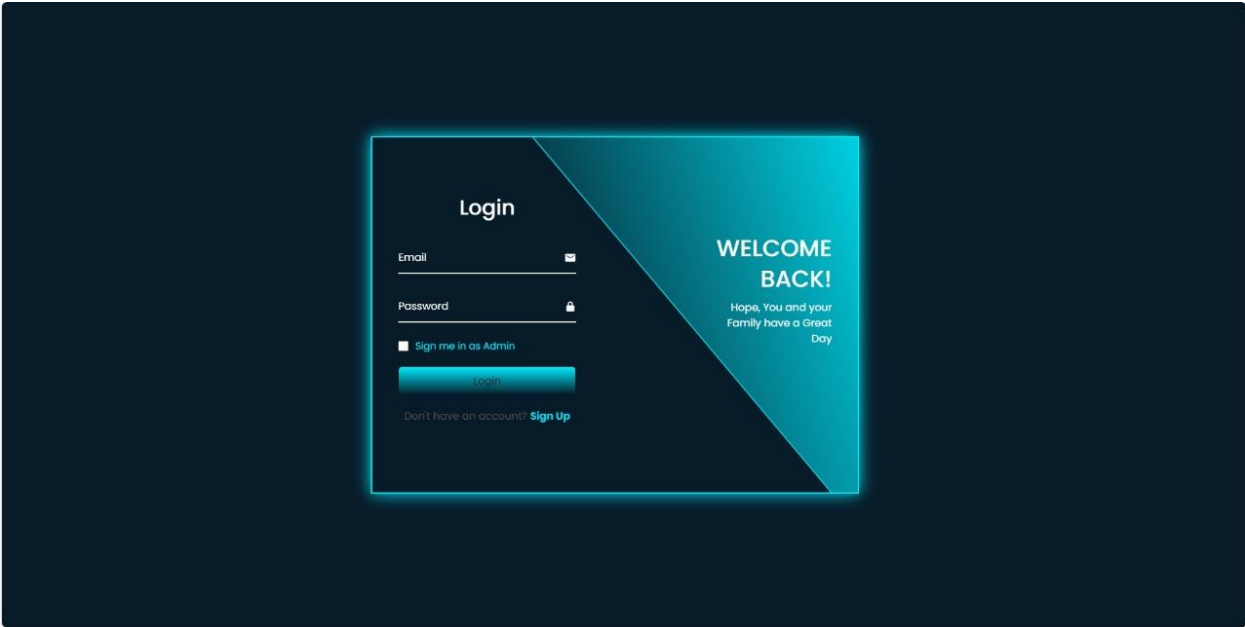 Login
Email
Password
Sign me in as Admin
Login
Don't have an account? Sign Up
WELCOME
BACK!
Hope, You and your
Family have a Great
Day